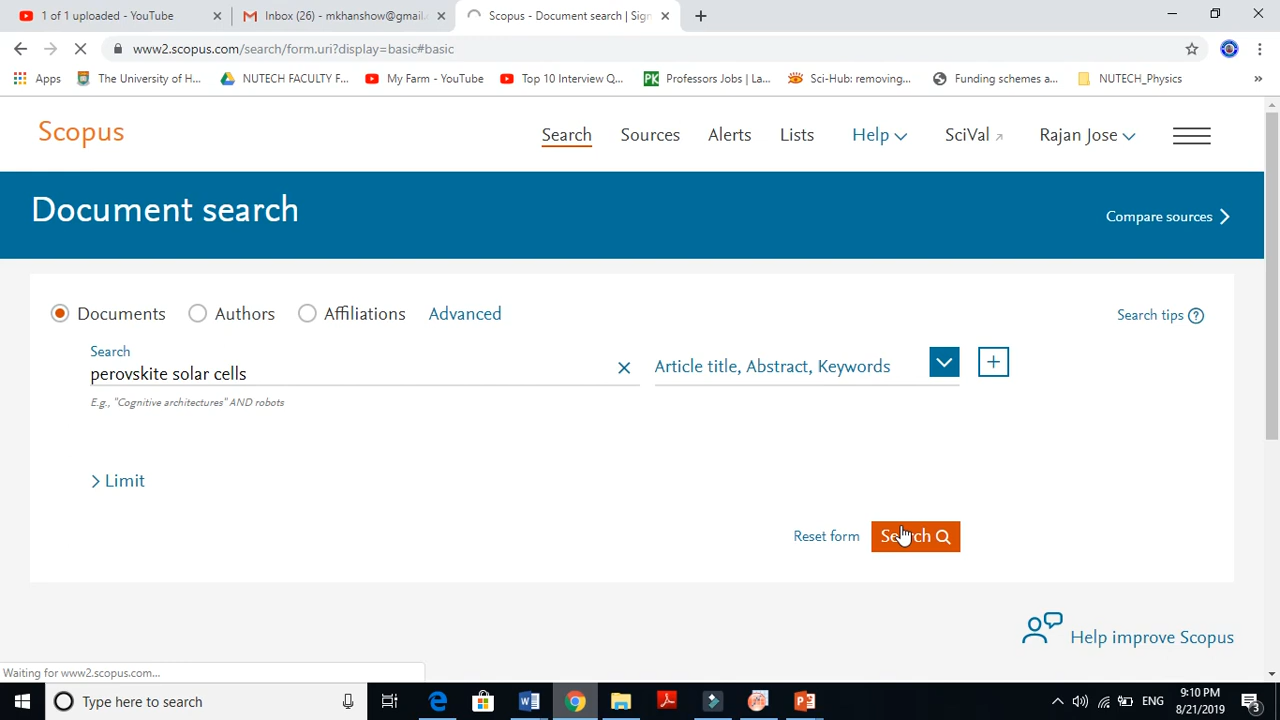 1 of 1 uploaded - YouTube
Inbox (26) - mkhanshow@gmail.
Scopus - Document search | Sign
www2.scopus.com/search/form.uri?display=basic#basic
Apps
The University of H...
NUTECH FACULTY F...
My Farm - YouTube
Top 10 Interview Q...
Professors Jobs | La...
Sci-Hub: removing...
Funding schemes a...
NUTECH_Physics
»
Scopus
Search
Sources
Alerts
Lists
Help
SciVal
Rajan Jose
Document search
Compare sources
Documents
Authors
Affiliations
Advanced
Search tips
Search
perovskite solar cells
Article title, Abstract, Keywords
E.g., "Cognitive architectures" AND robots
Limit
Reset form
Search
Help improve Scopus
Waiting for www2.scopus.com...
Type here to search
ENG
9:10 PM
8/21/2019
3